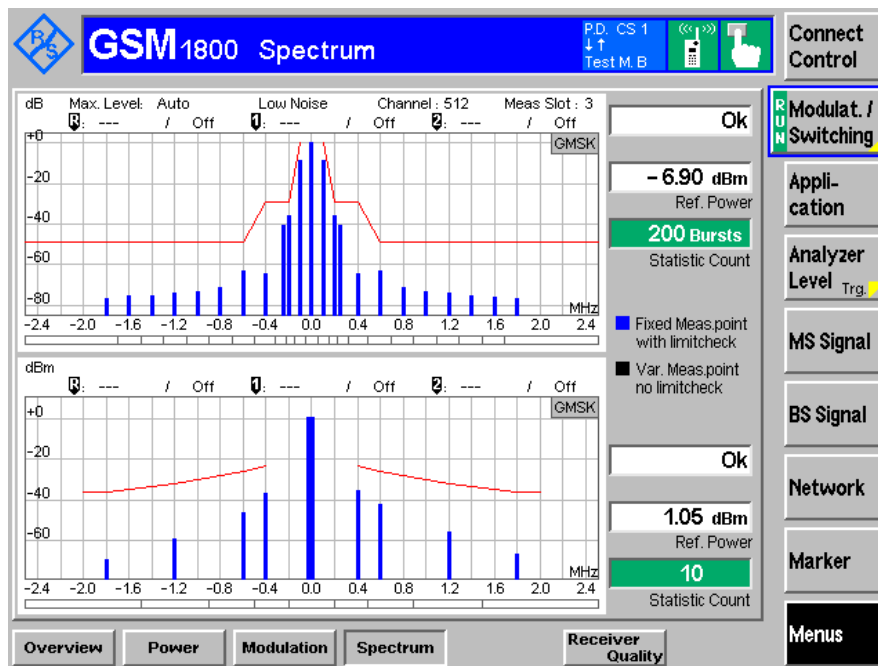 R/S
GSM 1800 Spectrum
P.D. CS 1
↓↑
Test M. B
Connect
Control
dB Max. Level: Auto Low Noise Channel : 512 Meas Slot : 3
R: --- / Off 1: --- / Off 2: --- / Off
GMSK
+0
-20
-40
-60
-80
MHz
-2.4 -2.0 -1.6 -1.2 -0.8 -0.4 0.0 0.4 0.8 1.2 1.6 2.0 2.4
Ok
– 6.90 dBm
Ref. Power
200 Bursts
Statistic Count
Fixed Meas.point
with limitcheck
Var. Meas.point
no limitcheck
dBm
R: --- / Off 1: --- / Off 2: --- / Off
GMSK
+0
-20
-40
-60
MHz
-2.4 -2.0 -1.6 -1.2 -0.8 -0.4 0.0 0.4 0.8 1.2 1.6 2.0 2.4
Ok
1.05 dBm
Ref. Power
10
Statistic Count
RUN
Modulat. /
Switching
Appli-
cation
Analyzer
Level Trg.
MS Signal
BS Signal
Network
Marker
Menus
Overview Power Modulation Spectrum Receiver
Quality